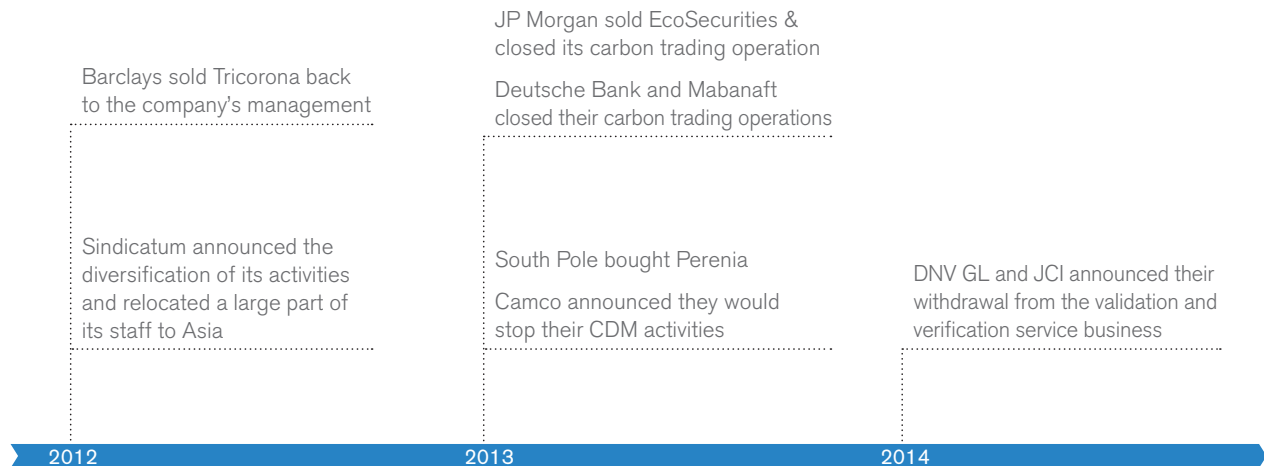 Barclays sold Tricorona back
to the company's management
Sindicatum announced the
diversification of its activities
and relocated a large part of
its staff to Asia
JP Morgan sold EcoSecurities &
closed its carbon trading operation
Deutsche Bank and Mabanaft
closed their carbon trading operations
South Pole bought Perenia
Camco announced they would
stop their CDM activities
DNV GL and JCI announced their
withdrawal from the validation and
verification service business
2012
2013
2014